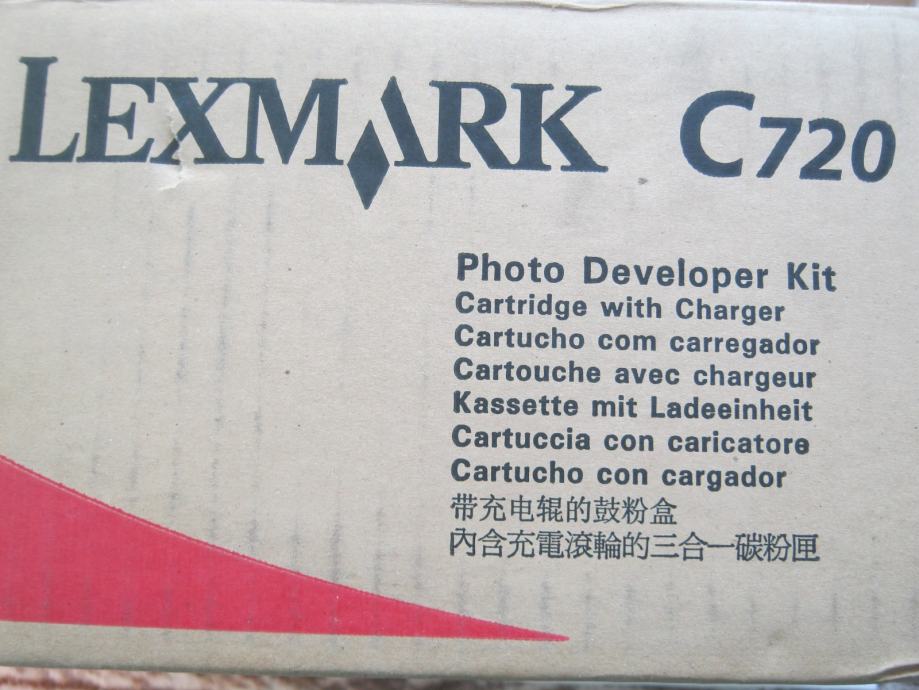 LEXMARK C720
Photo Developer Kit
Cartridge with Charger
Cartucho com carregador
Cartouche avec chargeur
Kassette mit Ladeeinheit
Cartuccia con caricatore
Cartucho con cargador
带充电辊的鼓粉盒
內含充電滾輪的三合一碳粉匣